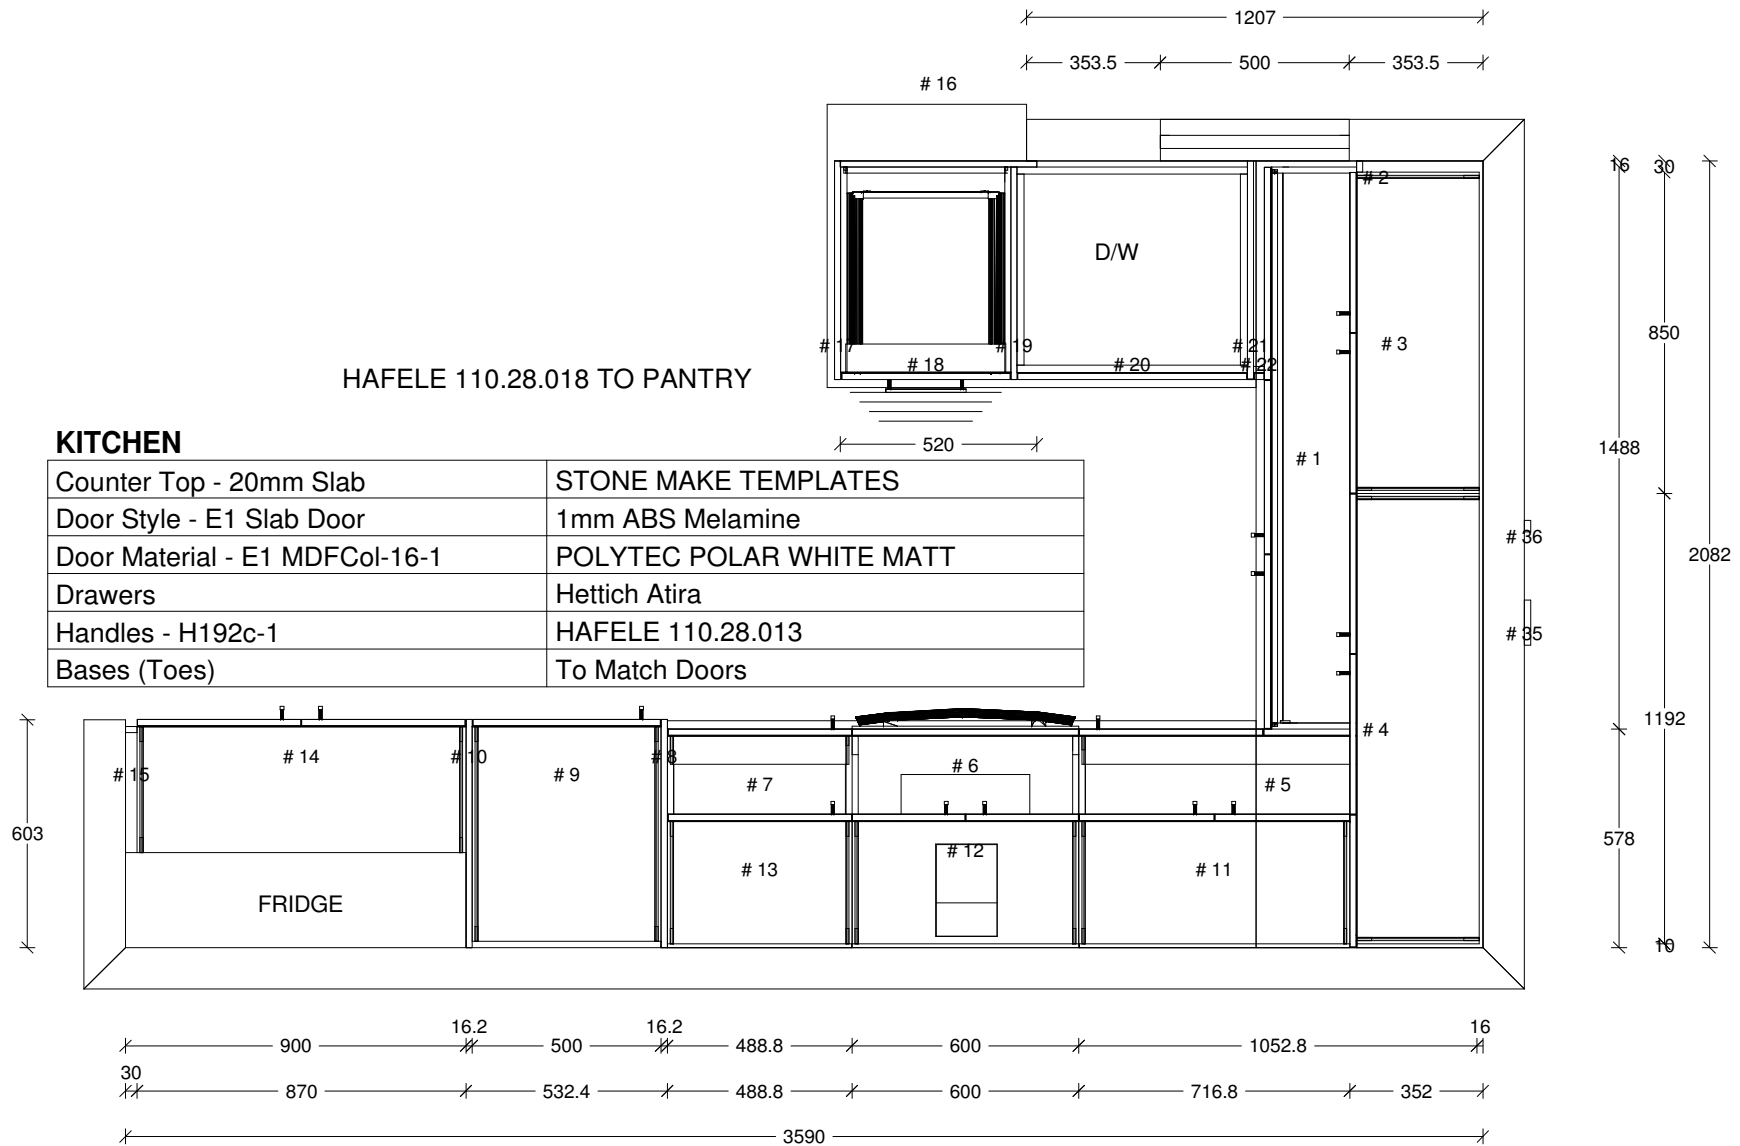 1207
353.5 500 353.5
# 16
16 30
# 2
D/W
850
# 3
# 17 # 19 # 21
# 18 # 20 # 22
HAFELE 110.28.018 TO PANTRY
KITCHEN
520
1488
# 1
Counter Top - 20mm Slab STONE MAKE TEMPLATES
Door Style - E1 Slab Door 1mm ABS Melamine
Door Material - E1 MDFCol-16-1 POLYTEC POLAR WHITE MATT
Drawers Hettich Atira
Handles - H192c-1 HAFELE 110.28.013
Bases (Toes) To Match Doors
# 36
2082
# 35
1192
# 4
# 14 # 10 # 8
# 15 # 9 # 6
# 7 # 5
603
578
# 12
# 13 # 11
FRIDGE
10
16.2 16.2 16
900 500 488.8 600 1052.8
30
870 532.4 488.8 600 716.8 352
3590